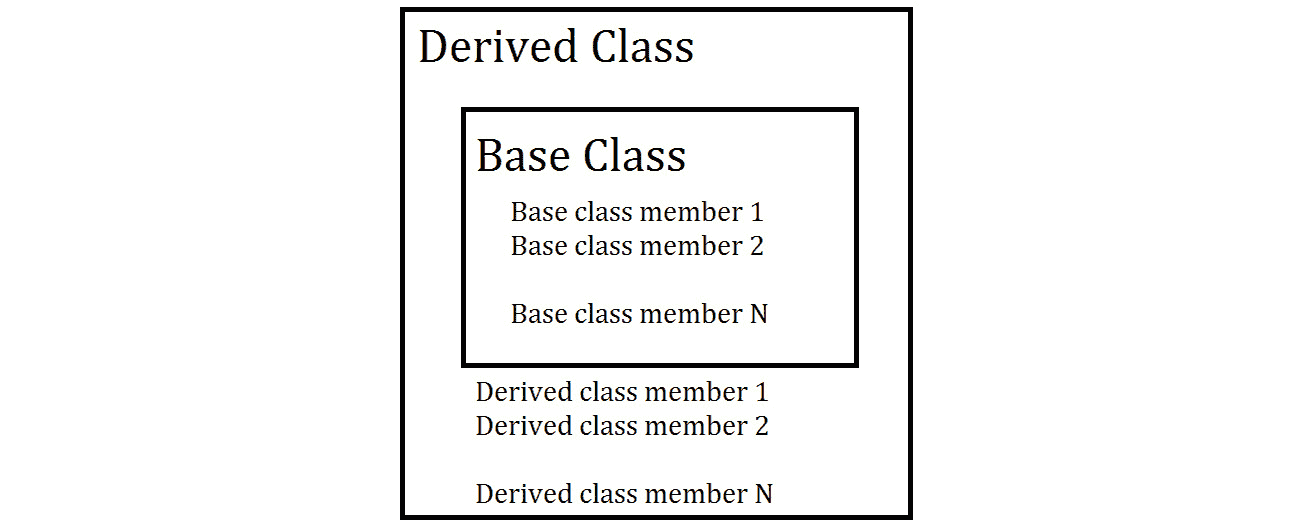 Derived Class
Base Class
Base class member 1
Base class member 2
Base class member N
Derived class member 1
Derived class member 2
Derived class member N